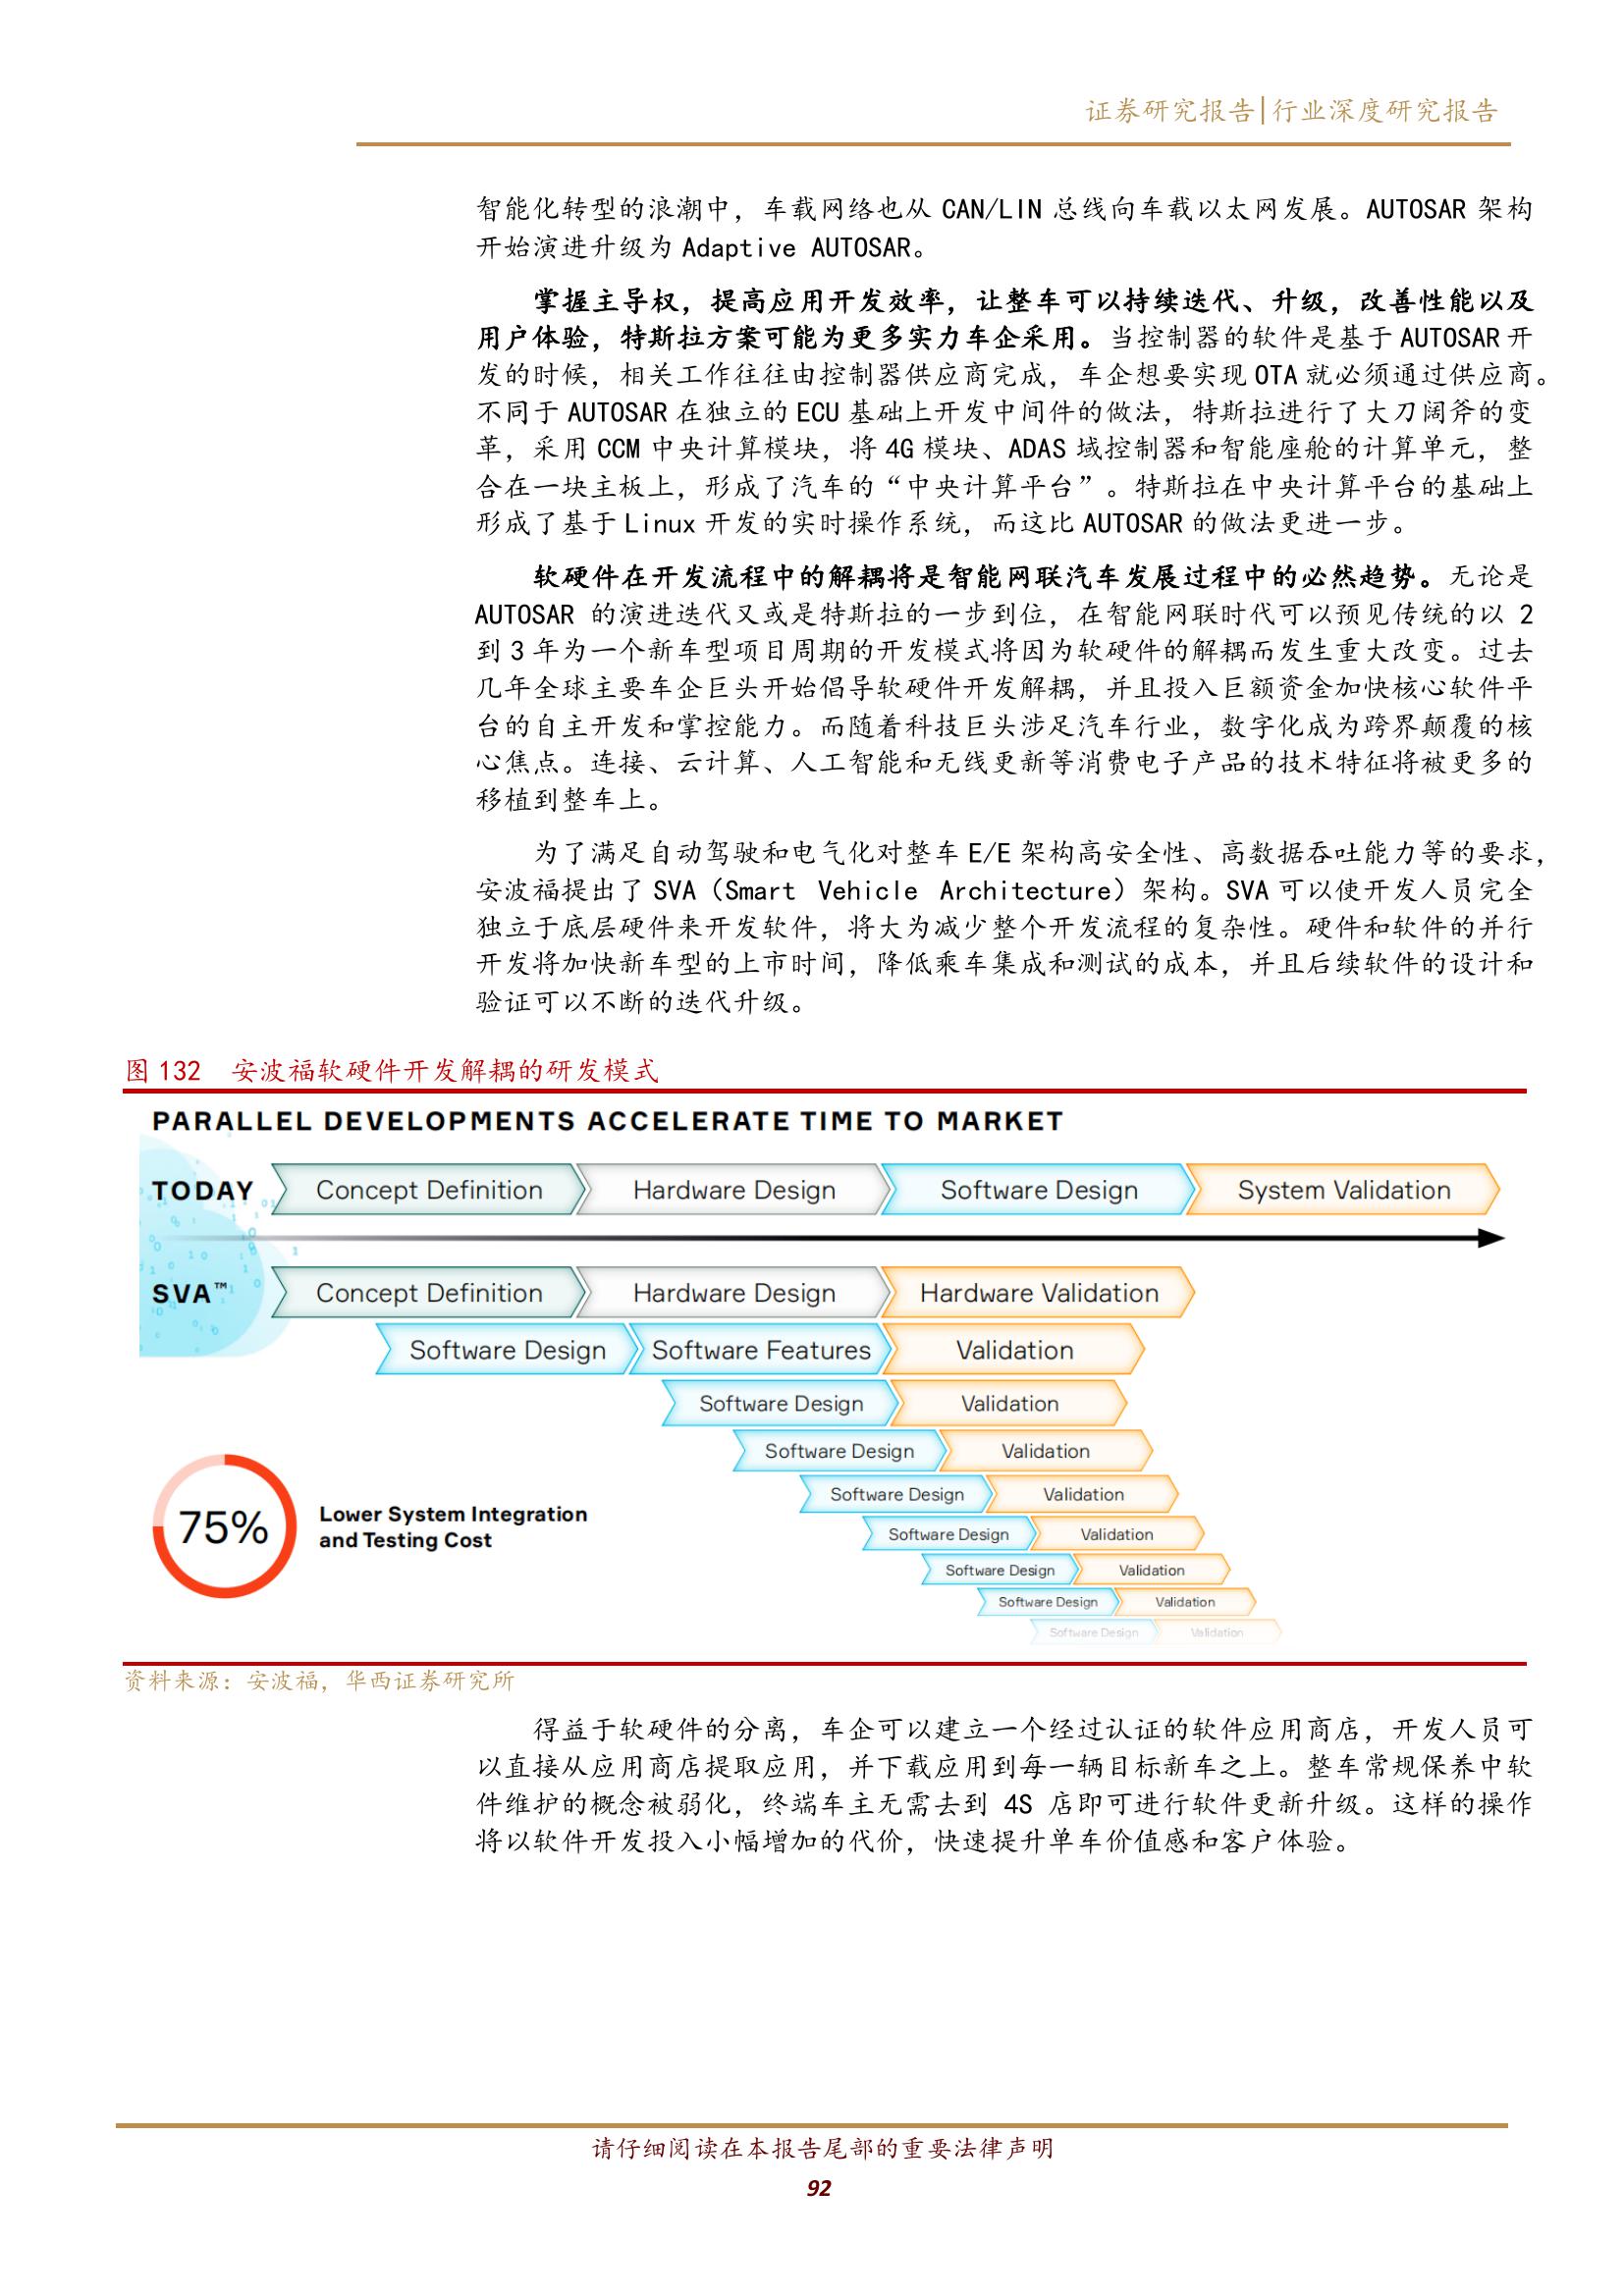 证券研究报告|行业深度研究报告
智能化转型的浪潮中，车载网络也从 CAN/LIN 总线向车载以太网发展。AUTOSAR 架构
开始演进升级为 Adaptive AUTOSAR。
掌握主导权，提高应用开发效率，让整车可以持续迭代、升级，改善性能以及
用户体验，特斯拉方案可能为更多实力车企采用。当控制器的软件是基于 AUTOSAR 开
发的时候，相关工作往往由控制器供应商完成，车企想要实现 OTA 就必须通过供应商。
不同于 AUTOSAR 在独立的 ECU 基础上开发中间件的做法，特斯拉进行了大刀阔斧的变
革，采用 CCM 中央计算模块，将 4G 模块、ADAS 域控制器和智能座舱的计算单元，整
合在一块主板上，形成了汽车的“中央计算平台”。特斯拉在中央计算平台的基础上
形成了基于 Linux 开发的实时操作系统，而这比 AUTOSAR 的做法更进一步。
软硬件在开发流程中的解耦将是智能网联汽车发展过程中的必然趋势。无论是
AUTOSAR 的演进迭代又或是特斯拉的一步到位，在智能网联时代可以预见传统的以 2
到 3 年为一个新车型项目周期的开发模式将因为软硬件的解耦而发生重大改变。过去
几年全球主要车企巨头开始倡导软硬件开发解耦，并且投入巨额资金加快核心软件平
台的自主开发和掌控能力。而随着科技巨头涉足汽车行业，数字化成为跨界颠覆的核
心焦点。连接、云计算、人工智能和无线更新等消费电子产品的技术特征将被更多的
移植到整车上。
为了满足自动驾驶和电气化对整车 E/E 架构高安全性、高数据吞吐能力等的要求，
安波福提出了 SVA（Smart Vehicle Architecture）架构。SVA 可以使开发人员完全
独立于底层硬件来开发软件，将大为减少整个开发流程的复杂性。硬件和软件的并行
开发将加快新车型的上市时间，降低乘车集成和测试的成本，并且后续软件的设计和
验证可以不断的迭代升级。
图 132 安波福软硬件开发解耦的研发模式
PARALLEL DEVELOPMENTS ACCELERATE TIME TO MARKET
TODAY Concept Definition Hardware Design Software Design System Validation
SVA™ Concept Definition Hardware Design Hardware Validation
Software Design Software Features Validation
Software Design Validation
Software Design Validation
Software Design Validation
Software Design Validation
Software Design Validation
Software Design Validation
Software Design Validation
75%
Lower System Integration
and Testing Cost
资料来源：安波福，华西证券研究所
得益于软硬件的分离，车企可以建立一个经过认证的软件应用商店，开发人员可
以直接从应用商店提取应用，并下载应用到每一辆目标新车之上。整车常规保养中软
件维护的概念被弱化，终端车主无需去到 4S 店即可进行软件更新升级。这样的操作
将以软件开发投入小幅增加的代价，快速提升单车价值感和客户体验。
请仔细阅读在本报告尾部的重要法律声明
92